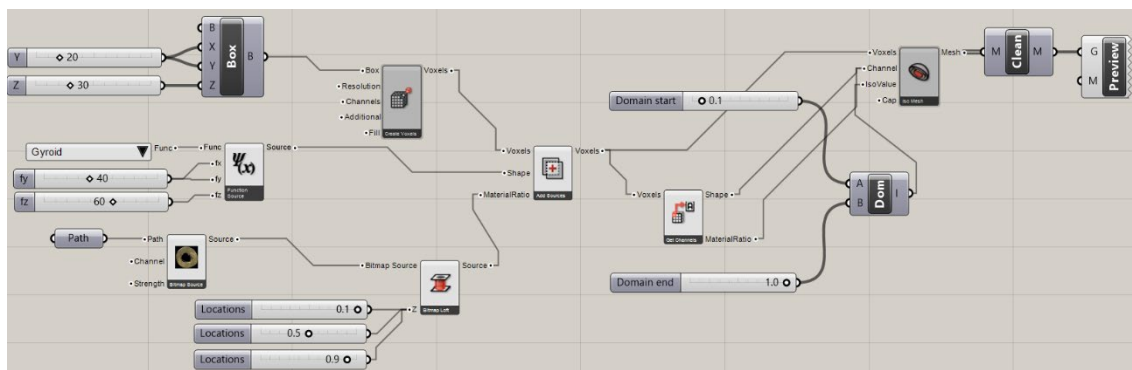 Y 20
Z 30
B
X
Y
Z
Box
B
Box
Resolution
Channels
Additional
Fill
Voxels
Create Voxels
Gyroid
Func
fy 40
fz 60
Func
fx
fy
fz
Ψ(x)
Source
Function Source
Path
Path
Channel
Strength
Source
Bitmap Source
Locations 0.1
Locations 0.5
Locations 0.9
Bitmap Source
Z
Source
Bitmap Loft
Voxels
Shape
MaterialRatio
Voxels
Add Sources
Domain start 0.1
Voxels
Shape
MaterialRatio
Get Channels
Domain end 1.0
A
B
Dom
I
Voxels
Channel
IsoValue
Cap
Mesh
Iso Mesh
M
Clean
M
G
M
Preview